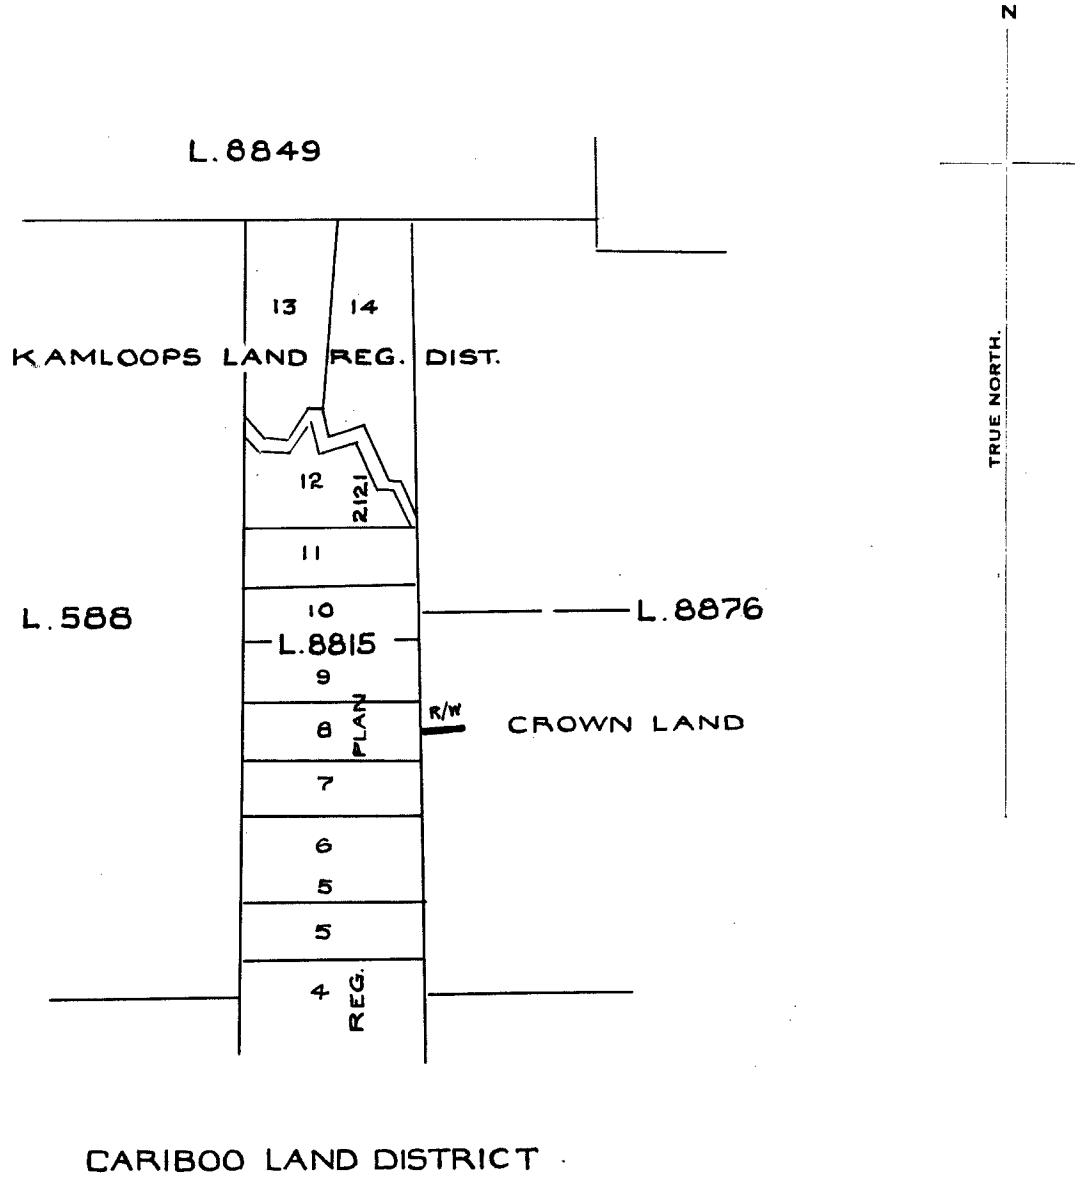 N
L.8849
13
14
KAMLOOPS LAND REG. DIST.
TRUE NORTH.
12
2121
11
10
L.588
L.8876
L.8815
9
R/W
8
PLAN
CROWN LAND
7
6
5
5
4
REG.
CARIBOO LAND DISTRICT